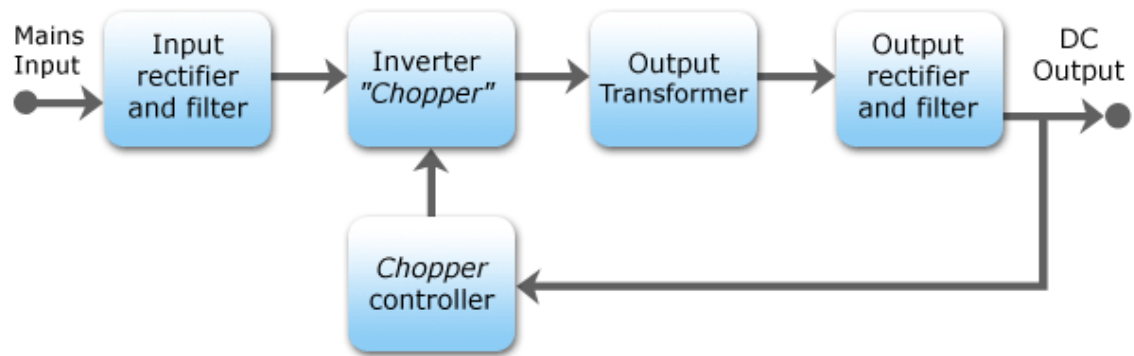 Mains
Input
Input
rectifier
and filter
Inverter
"Chopper"
Output
Transformer
Output
rectifier
and filter
DC
Output
Chopper
controller